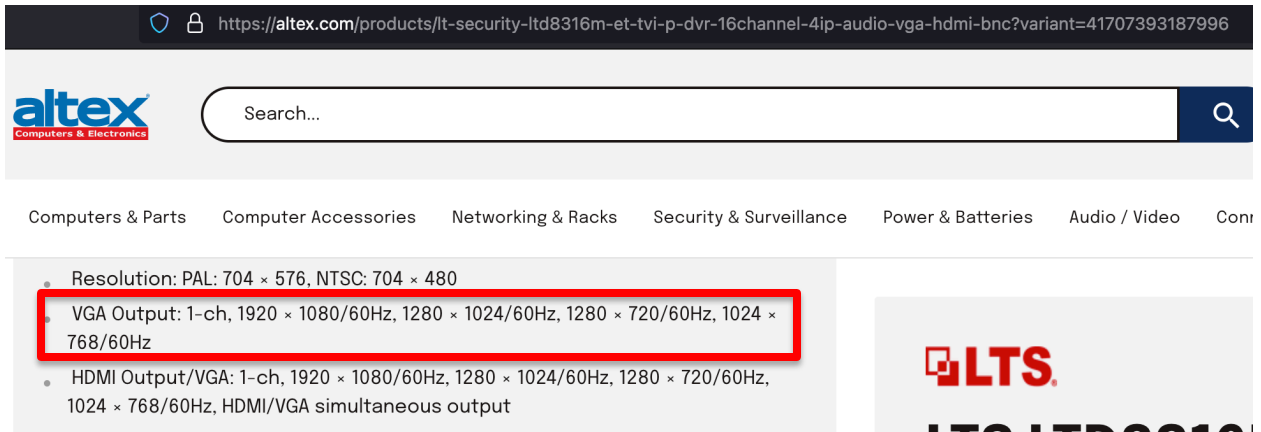 https://altex.com/products/lt-security-ltd8316m-et-tvi-p-dvr-16channel-4ip-audio-vga-hdmi-bnc?variant=41707393187996
altex
Computers & Electronics
Search...
Computers & Parts Computer Accessories Networking & Racks Security & Surveillance Power & Batteries Audio / Video
Resolution: PAL: 704 × 576, NTSC: 704 × 480
VGA Output: 1-ch, 1920 × 1080/60Hz, 1280 × 1024/60Hz, 1280 × 720/60Hz, 1024 ×
768/60Hz
HDMI Output/VGA: 1-ch, 1920 × 1080/60Hz, 1280 × 1024/60Hz, 1280 × 720/60Hz,
1024 × 768/60Hz, HDMI/VGA simultaneous output
LTS